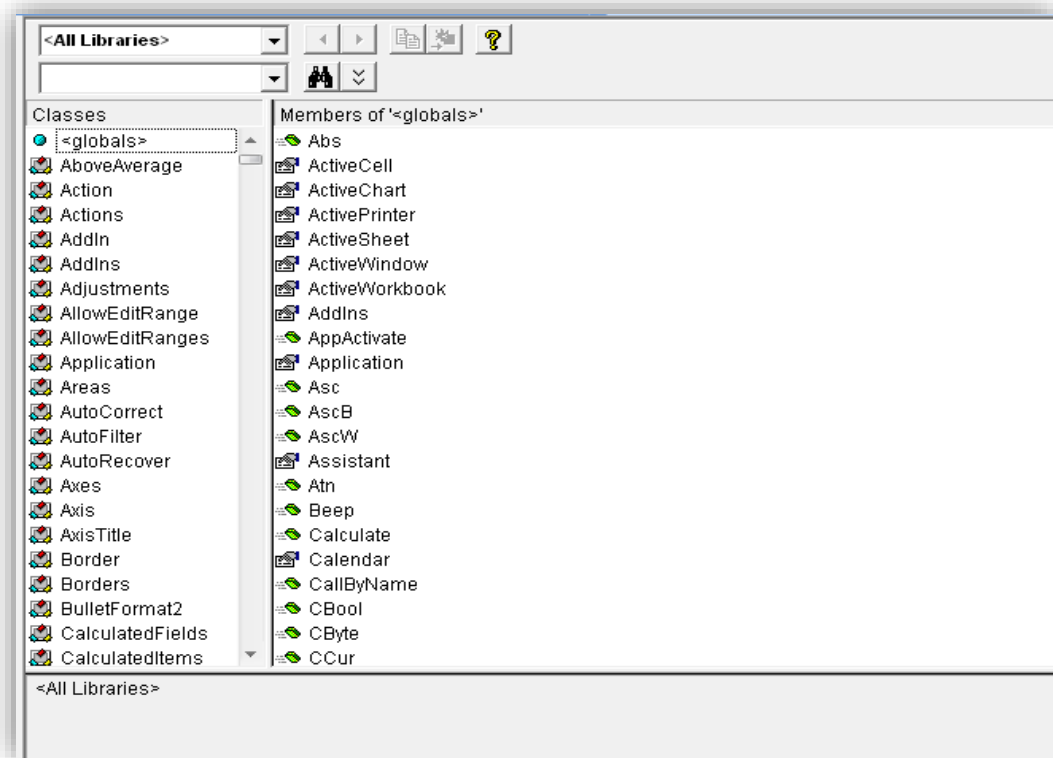 <All Libraries>
Classes
<globals>
AboveAverage
Action
Actions
AddIn
AddIns
Adjustments
AllowEditRange
AllowEditRanges
Application
Areas
AutoCorrect
AutoFilter
AutoRecover
Axes
Axis
AxisTitle
Border
Borders
BulletFormat2
CalculatedFields
CalculatedItems
Members of '<globals>'
Abs
ActiveCell
ActiveChart
ActivePrinter
ActiveSheet
ActiveWindow
ActiveWorkbook
AddIns
AppActivate
Application
Asc
AscB
AscW
Assistant
Atn
Beep
Calculate
Calendar
CallByName
CBool
CByte
CCur
<All Libraries>